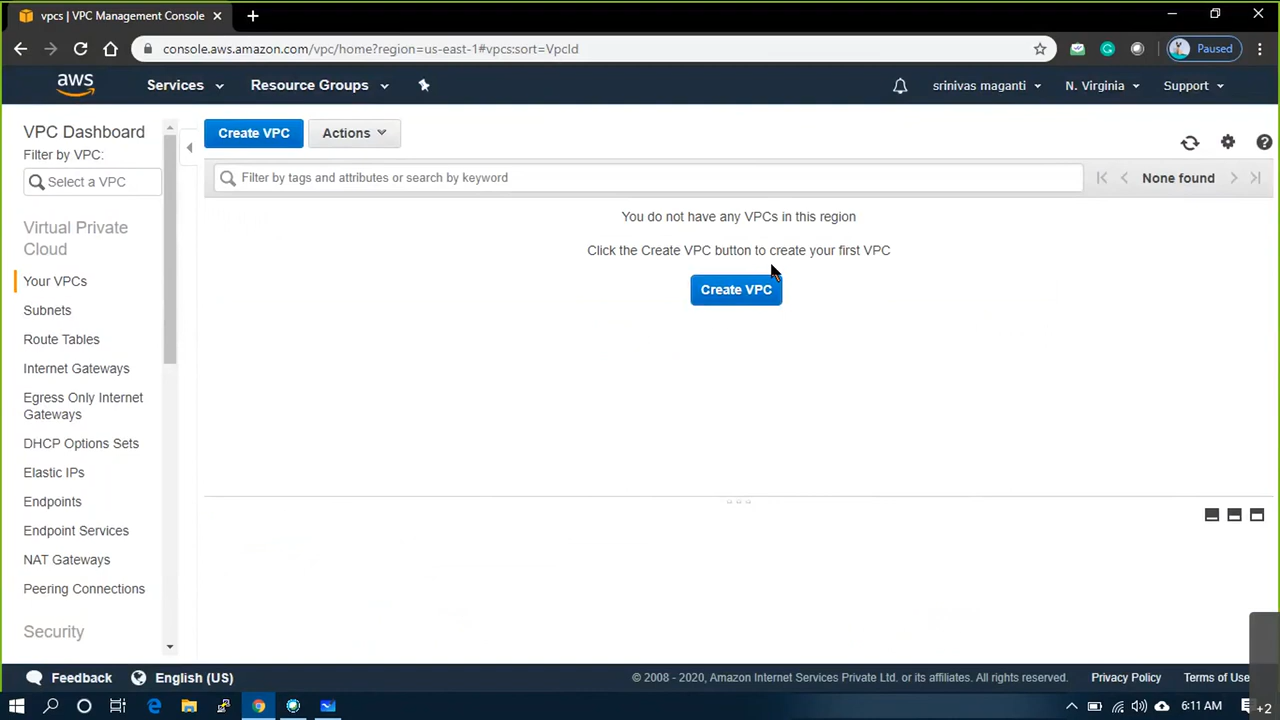 vpcs | VPC Management Console
console.aws.amazon.com/vpc/home?region=us-east-1#vpcs:sort=VpcId
Paused
aws
Services
Resource Groups
srinivas maganti
N. Virginia
Support
VPC Dashboard
Filter by VPC:
Select a VPC
Virtual Private
Cloud
Your VPCs
Subnets
Route Tables
Internet Gateways
Egress Only Internet
Gateways
DHCP Options Sets
Elastic IPs
Endpoints
Endpoint Services
NAT Gateways
Peering Connections
Security
Create VPC
Actions
Filter by tags and attributes or search by keyword
None found
You do not have any VPCs in this region
Click the Create VPC button to create your first VPC
Create VPC
Feedback
English (US)
© 2008 - 2020, Amazon Internet Services Private Ltd. or its affiliates. All rights reserved.
Privacy Policy
Terms of Use
6:11 AM
+2